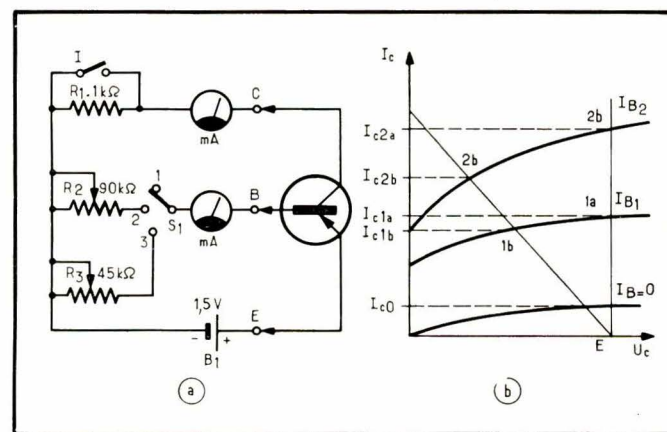 I
R1.1kΩ
mA
C
R2
90kΩ
1
2
3
S1
mA
B
R3
45kΩ
1,5V
- +
B1
E
a
Ic
Ic2a
Ic2b
Ic1a
Ic1b
Ic0
2b
2b
1a
1b
IB2
IB1
IB=0
E
Uc
b